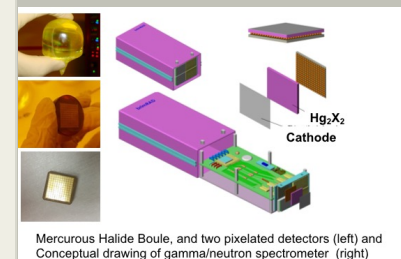 Hg₂X₂
Cathode
Mercurous Halide Boule, and two pixelated detectors (left) and
Conceptual drawing of gamma/neutron spectrometer (right)